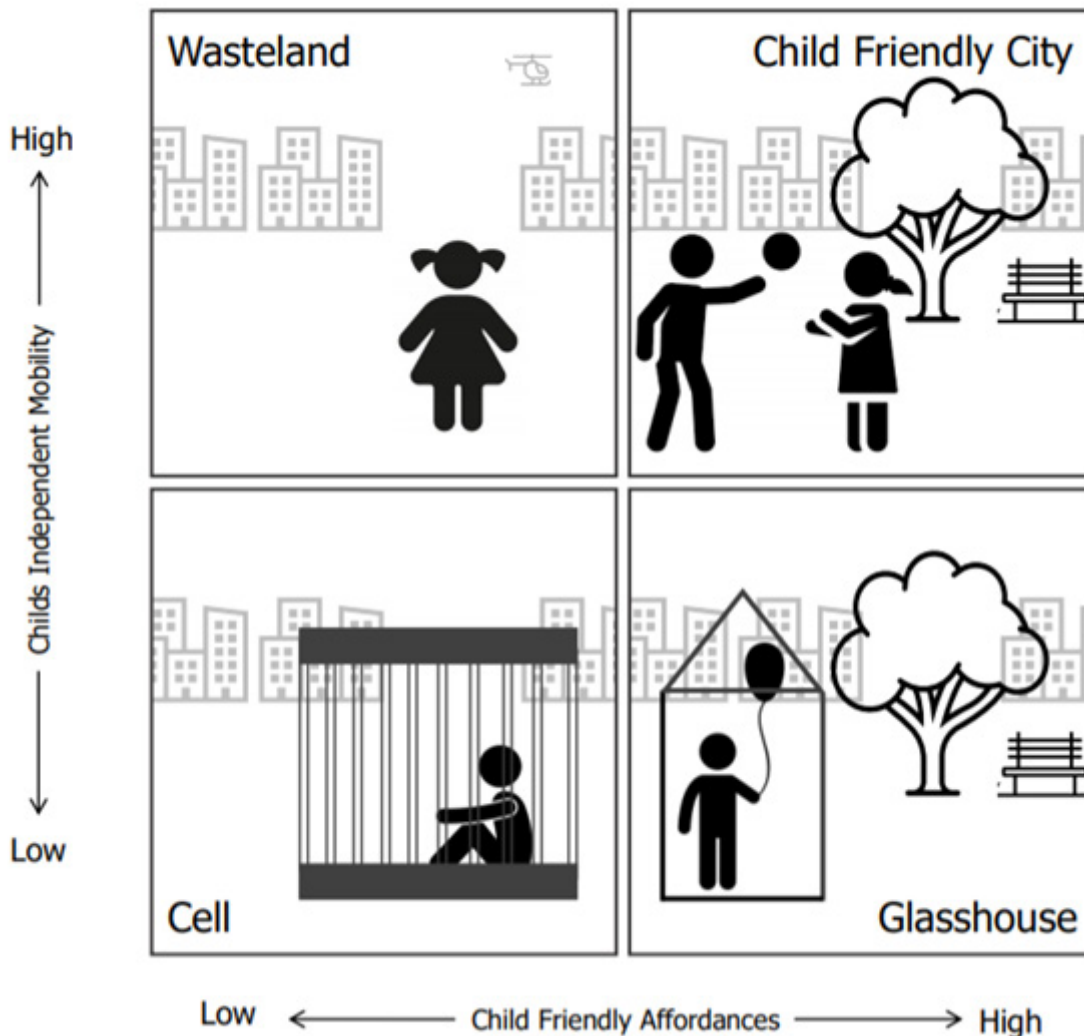 Wasteland
Child Friendly City
High
Childs Independent Mobility
Low
Cell
Glasshouse
Low
Child Friendly Affordances
High